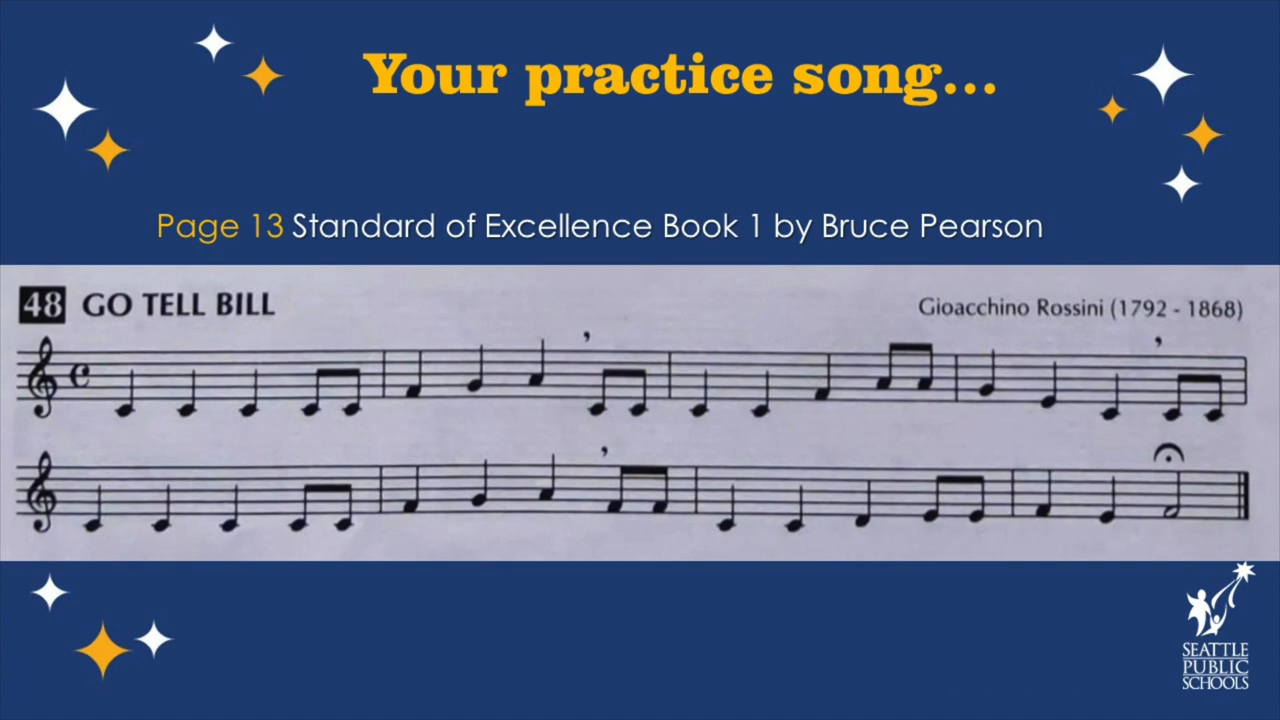 Your practice song...
Page 13 Standard of Excellence Book 1 by Bruce Pearson
48 GO TELL BILL
Gioacchino Rossini (1792 - 1868)
SEATTLE
PUBLIC
SCHOOLS